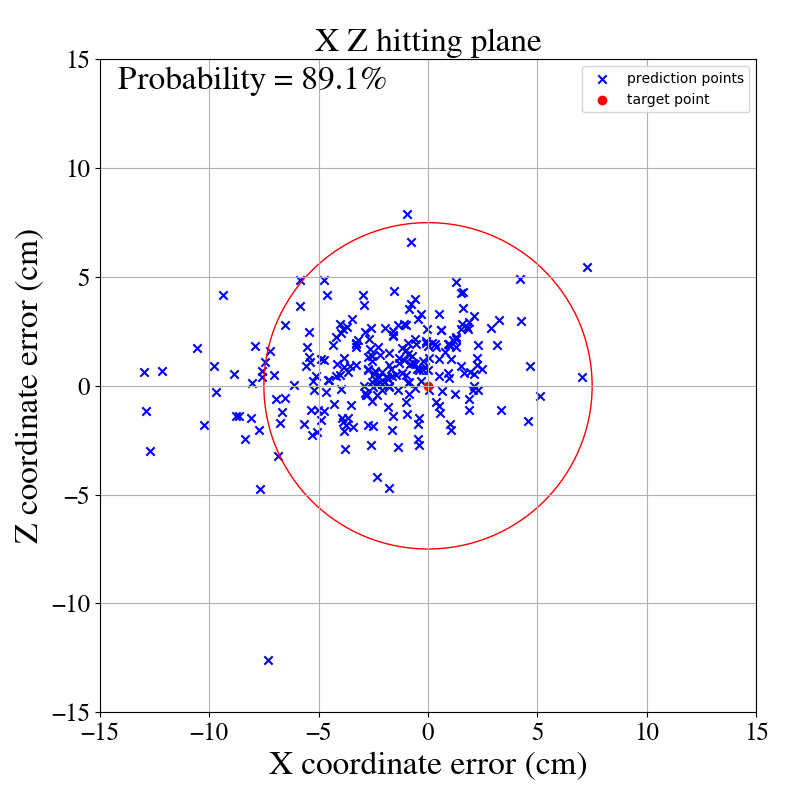 X Z hitting plane
Probability = 89.1%
prediction points
target point
15
10
5
0
−5
−10
−15
Z coordinate error (cm)
−15 −10 −5 0 5 10 15
X coordinate error (cm)